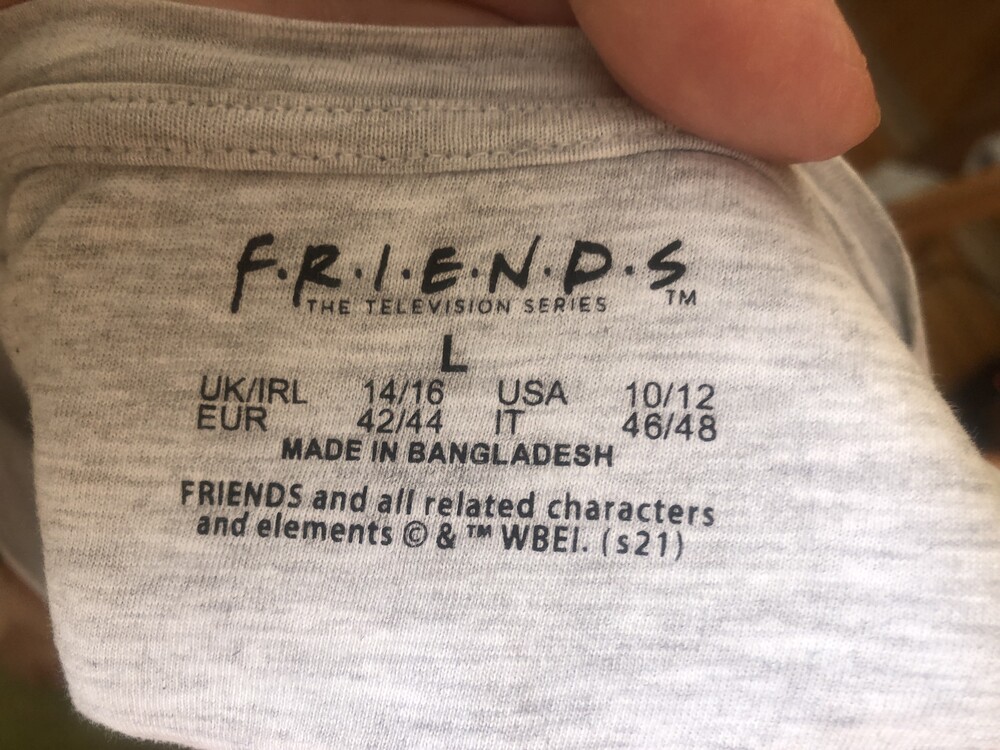 F.R.I.E.N.D.S
THE TELEVISION SERIES ™
L
UK/IRL 14/16 USA 10/12
EUR 42/44 IT 46/48
MADE IN BANGLADESH
FRIENDS and all related characters
and elements © & ™ WBEI. (s21)